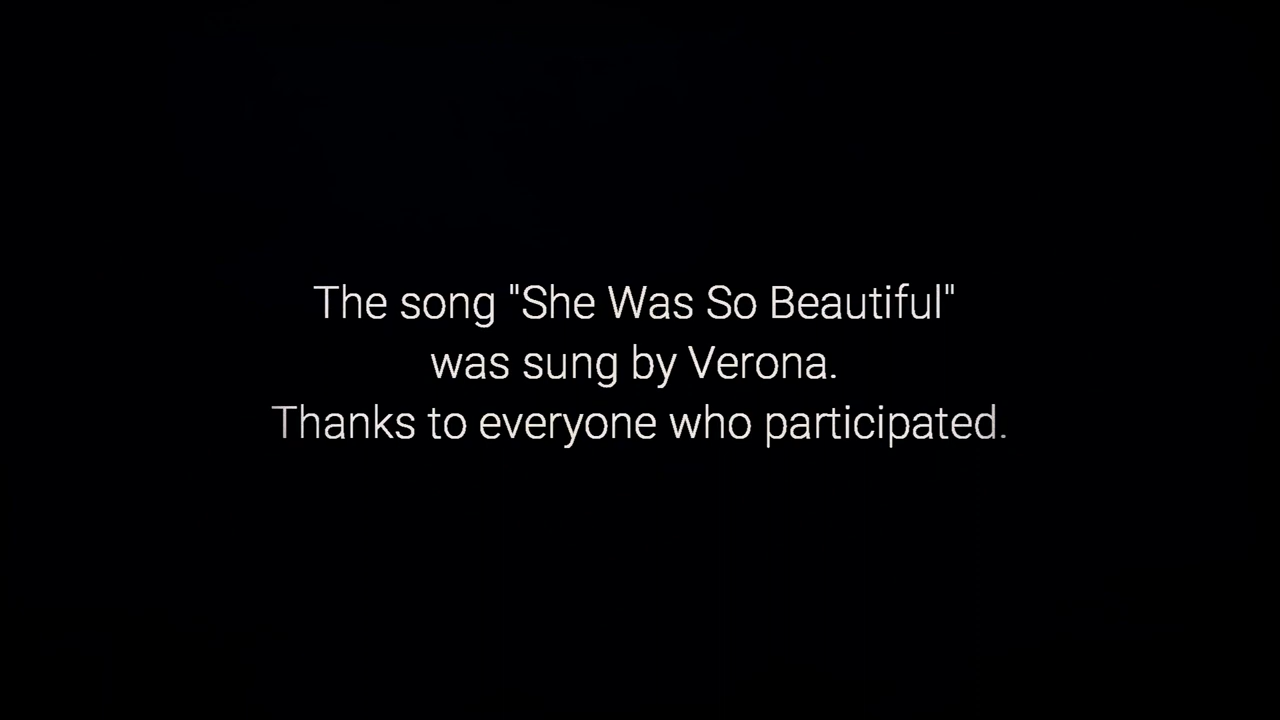 The song "She Was So Beautiful"
was sung by Verona.
Thanks to everyone who participated.